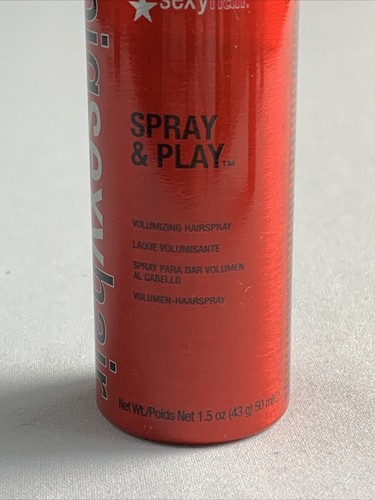 sexyhair
SPRAY
& PLAY™
VOLUMIZING HAIRSPRAY
LAQUE VOLUMISANTE
SPRAY PARA DAR VOLUMEN
AL CABELLO
VOLUMEN-HAARSPRAY
Net Wt./Poids Net 1.5 oz (43 g) 50 ml ℮
bigsexyhair